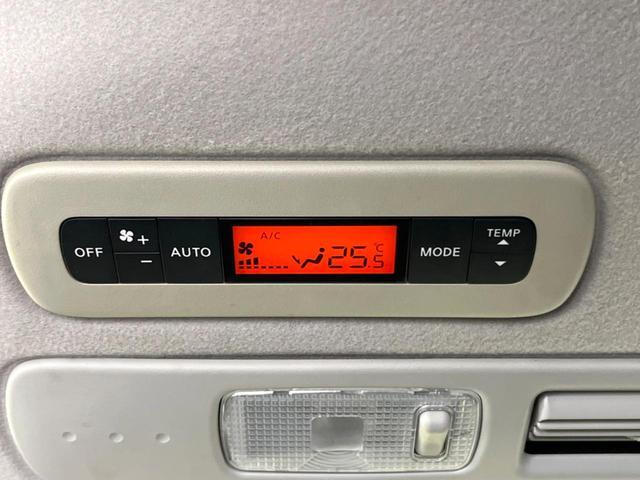 OFF + − AUTO A/C 25.5 °C MODE TEMP